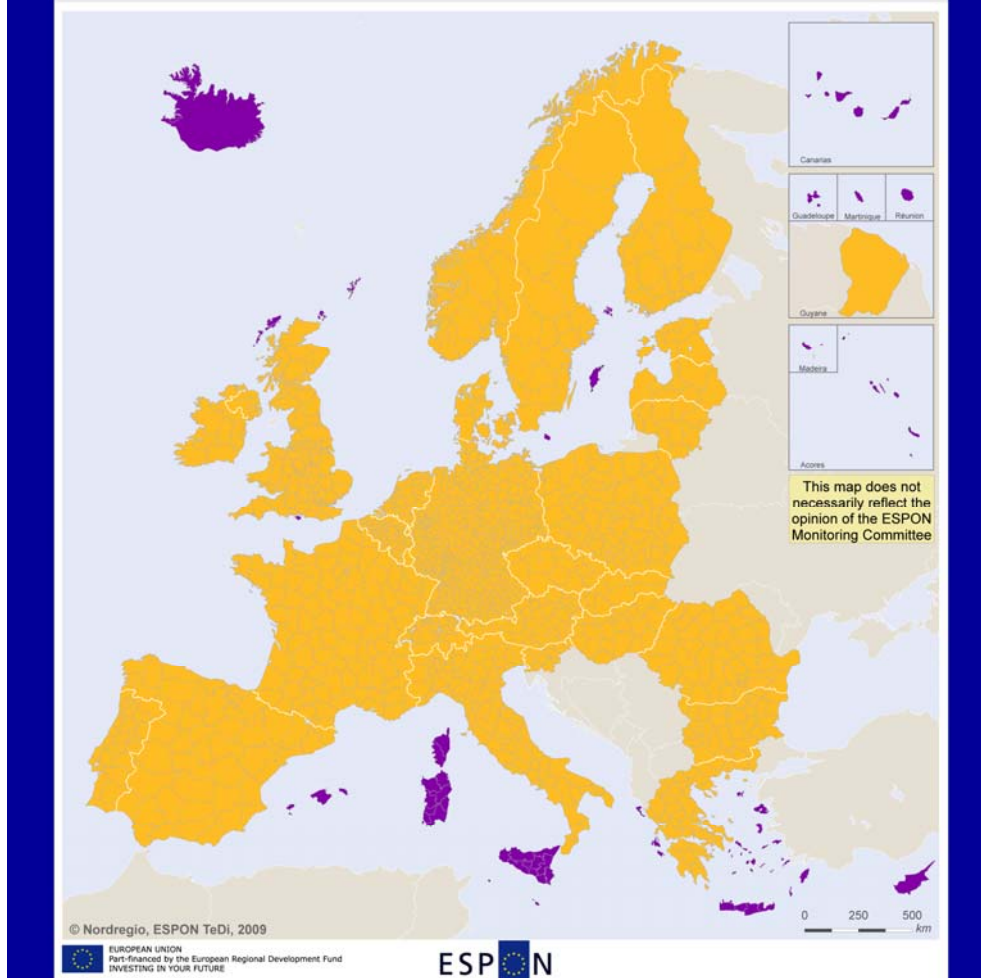 Canarias
Guadeloupe
Martinique
Réunion
Guyane
Madeira
Acores
This map does not
necessarily reflect the
opinion of the ESPON
Monitoring Committee
0 250 500
km
© Nordregio, ESPON TeDi, 2009
EUROPEAN UNION
Part-financed by the European Regional Development Fund
INVESTING IN YOUR FUTURE
ESPON